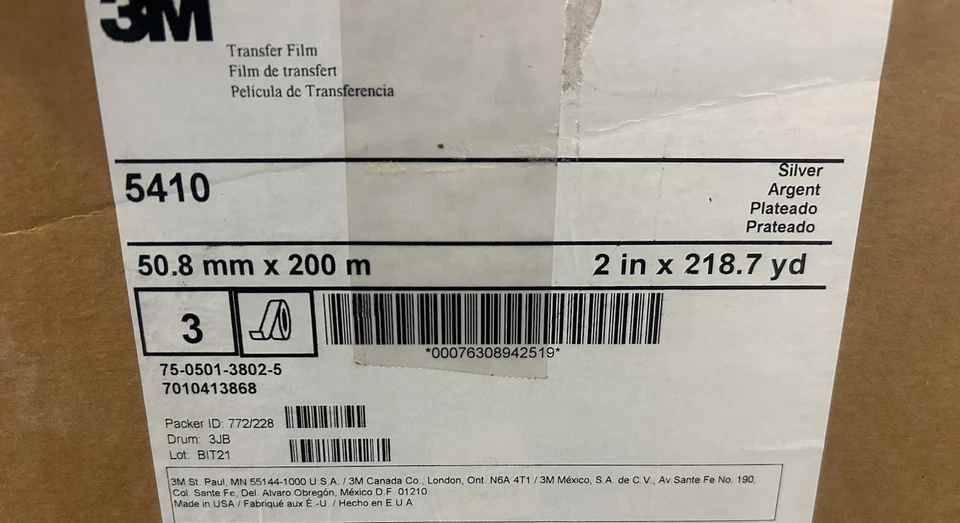 3M
Transfer Film
Film de transfert
Película de Transferencia
5410
Silver
Argent
Plateado
Prateado
50.8 mm x 200 m
2 in x 218.7 yd
3
*00076308942519*
75-0501-3802-5
7010413868
Packer ID: 772/228
Drum: 3JB
Lot: BIT21
3M St. Paul, MN 55144-1000 U.S.A. / 3M Canada Co., London, Ont. N6A 4T1 / 3M México, S.A. de C.V., Av Sante Fe No. 190,
Col. Sante Fe, Del. Alvaro Obregón, México D.F. 01210
Made in USA / Fabriqué aux É.-U. / Hecho en E U A